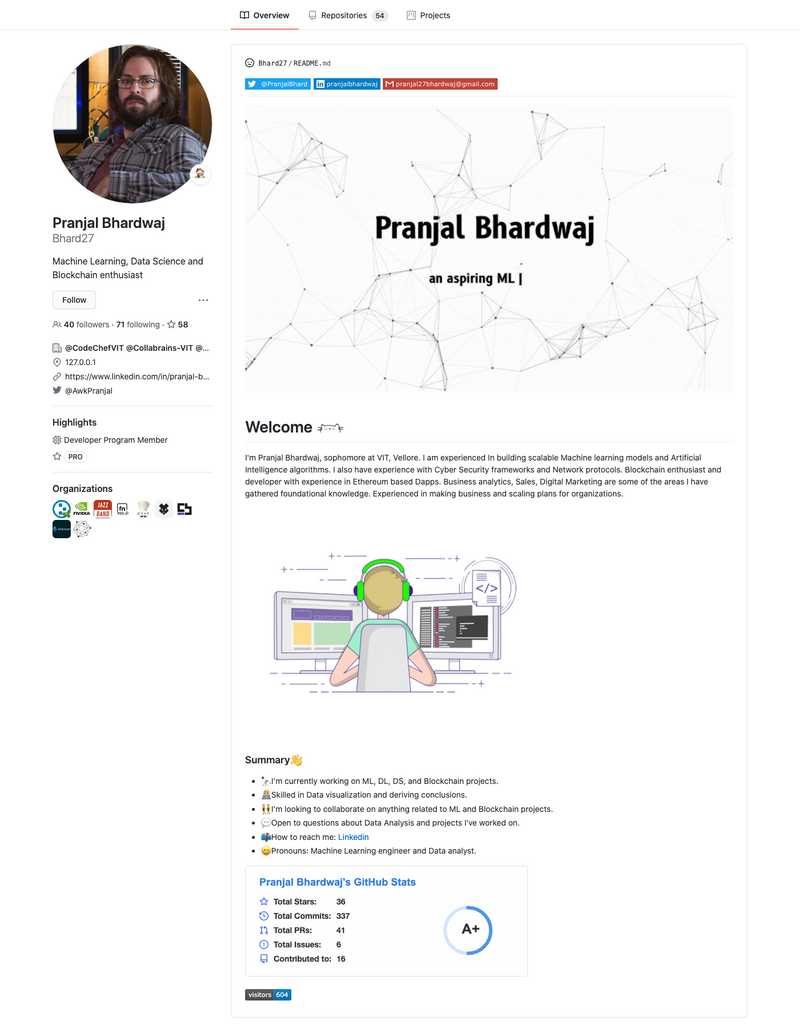 Overview
Repositories 54
Projects
Pranjal Bhardwaj
Bhard27
Machine Learning, Data Science and
Blockchain enthusiast
Follow
40 followers · 71 following · 58
@CodeChefVIT @Collabrains-VIT @...
127.0.0.1
https://www.linkedin.com/in/pranjal-b...
@AwkPranjal
Highlights
Developer Program Member
PRO
Organizations
NVIDIA
JAZZ
BAND
Bhard27/README.md
@PranjalBhard
pranjalbhardwaj
pranjal27bhardwaj@gmail.com
Pranjal Bhardwaj
an aspiring ML |
Welcome
I'm Pranjal Bhardwaj, sophomore at VIT, Vellore. I am experienced In building scalable Machine learning models and Artificial
Intelligence algorithms. I also have experience with Cyber Security frameworks and Network protocols. Blockchain enthusiast and
developer with experience in Ethereum based Dapps. Business analytics, Sales, Digital Marketing are some of the areas I have
gathered foundational knowledge. Experienced in making business and scaling plans for organizations.
</>
Summary👋
I'm currently working on ML, DL, DS, and Blockchain projects.
Skilled in Data visualization and deriving conclusions.
I'm looking to collaborate on anything related to ML and Blockchain projects.
Open to questions about Data Analysis and projects I've worked on.
How to reach me: Linkedin
Pronouns: Machine Learning engineer and Data analyst.
Pranjal Bhardwaj's GitHub Stats
Total Stars: 36
Total Commits: 337
Total PRs: 41
Total Issues: 6
Contributed to: 16
A+
visitors 604